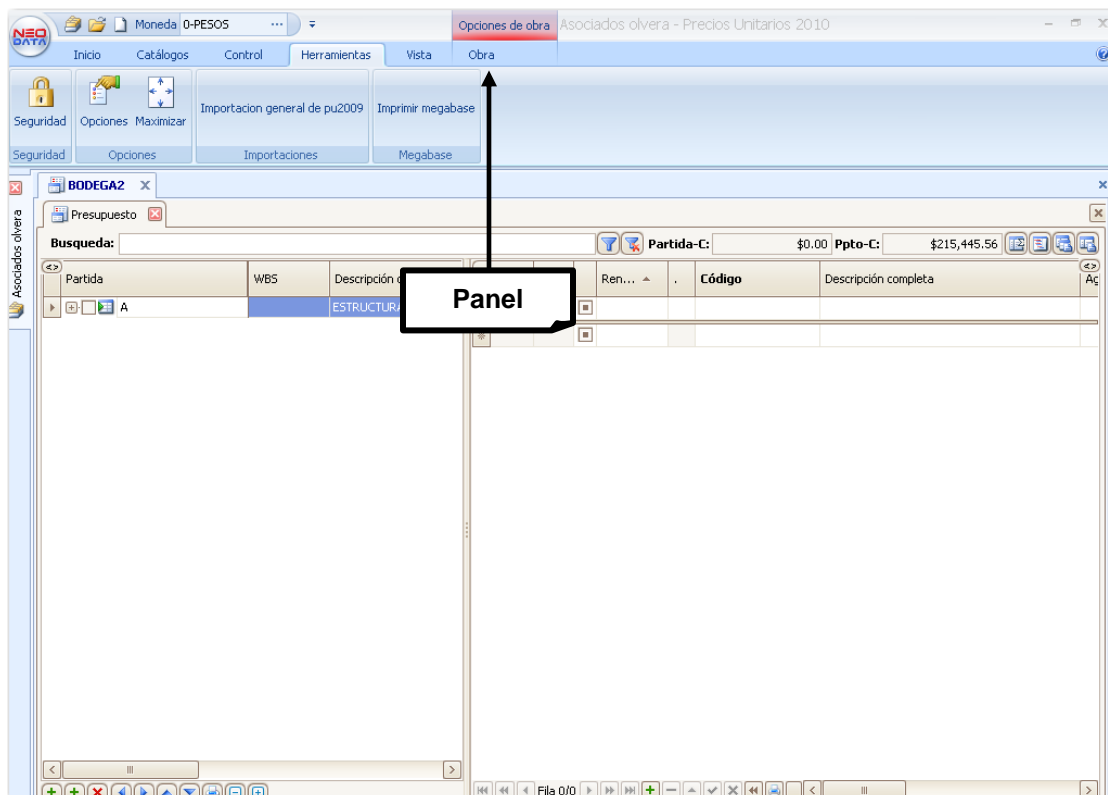 NEO
DATA
Moneda 0-PESOS ...
Opciones de obra Asociados olvera - Precios Unitarios 2010
Inicio Catálogos Control Herramientas Vista Obra
Seguridad Opciones Maximizar Importacion general de pu2009 Imprimir megabase
Seguridad Opciones Importaciones Megabase
Asociados olvera
BODEGA2 X
Presupuesto
Busqueda: Partida-C: $0.00 Ppto-C: $215,445.56
Partida WBS Descripción Ren... . Código Descripción completa
A
Panel
Fila 0/0